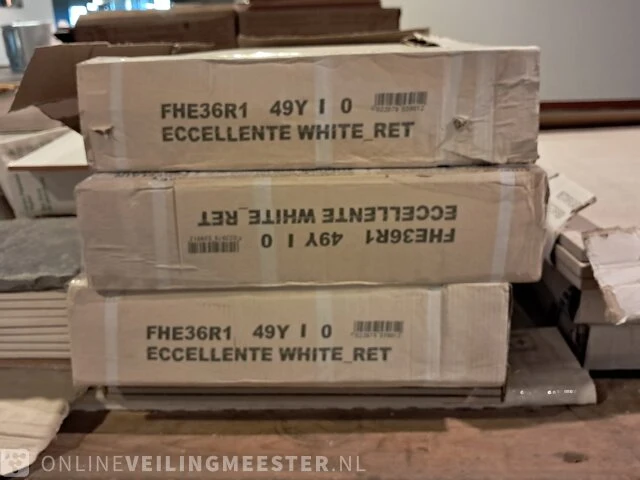 FHE36R1 49Y I 0
ECCELLENTE WHITE_RET
FHE36R1 49Y I 0
ECCELLENTE WHITE_RET
FHE36R1 49Y I 0
ECCELLENTE WHITE_RET
ONLINEVEILINGMEESTER.NL